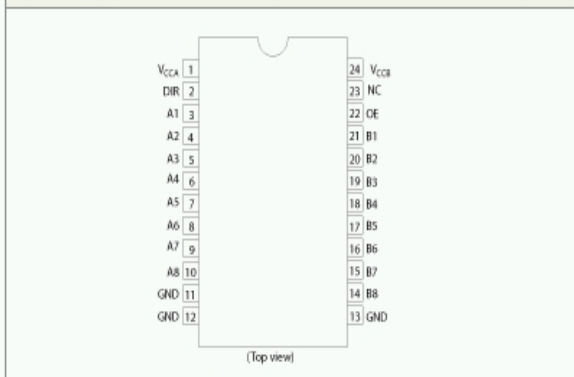 VCCA 1 24 VCCB
DIR 2 23 NC
A1 3 22 OE
A2 4 21 B1
A3 5 20 B2
A4 6 19 B3
A5 7 18 B4
A6 8 17 B5
A7 9 16 B6
A8 10 15 B7
GND 11 14 B8
GND 12 13 GND
(Top view)